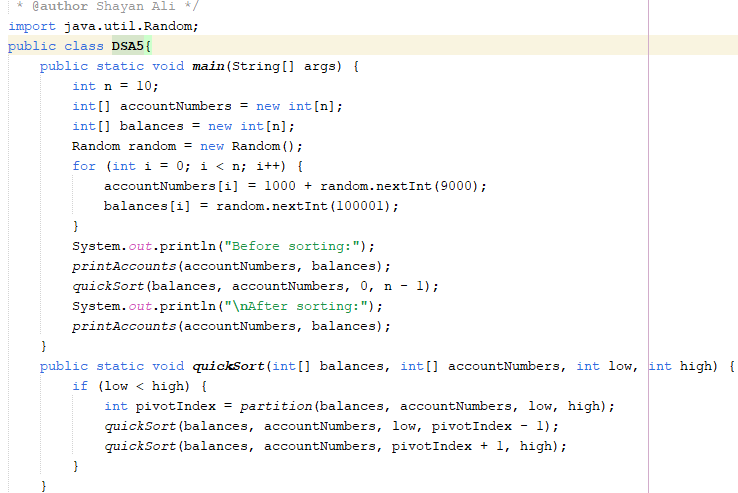 * @author Shayan Ali */
import java.util.Random;
public class DSA5{
public static void main(String[] args) {
int n = 10;
int[] accountNumbers = new int[n];
int[] balances = new int[n];
Random random = new Random();
for (int i = 0; i < n; i++) {
accountNumbers[i] = 1000 + random.nextInt(9000);
balances[i] = random.nextInt(100001);
}
System.out.println("Before sorting:");
printAccounts(accountNumbers, balances);
quickSort(balances, accountNumbers, 0, n - 1);
System.out.println("\nAfter sorting:");
printAccounts(accountNumbers, balances);
}
public static void quickSort(int[] balances, int[] accountNumbers, int low, int high) {
if (low < high) {
int pivotIndex = partition(balances, accountNumbers, low, high);
quickSort(balances, accountNumbers, low, pivotIndex - 1);
quickSort(balances, accountNumbers, pivotIndex + 1, high);
}
}